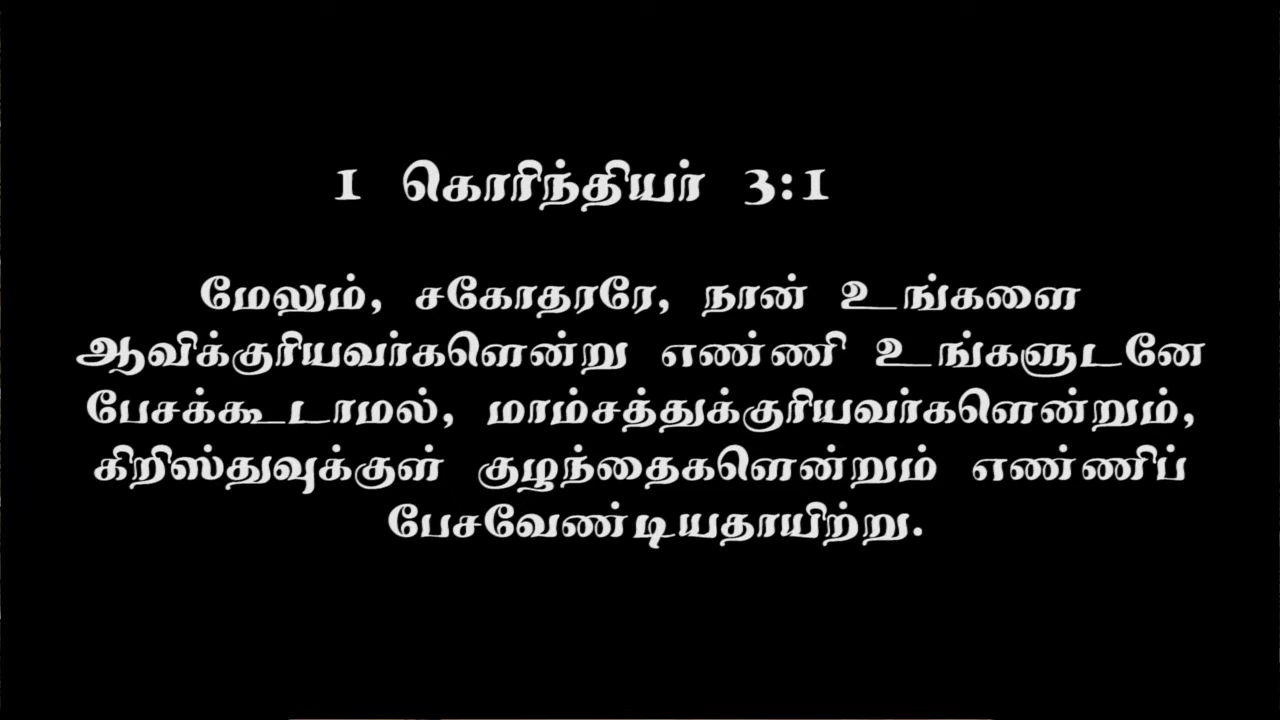 1 கொரிந்தியர் 3:1
மேலும், சகோதரரே, நான் உங்களை
ஆவிக்குரியவர்களென்று எண்ணி உங்களுடனே
பேசக்கூடாமல், மாம்சத்துக்குரியவர்களென்றும்,
கிறிஸ்துவுக்குள் குழந்தைகளென்றும் எண்ணிப்
பேசவேண்டியதாயிற்று.